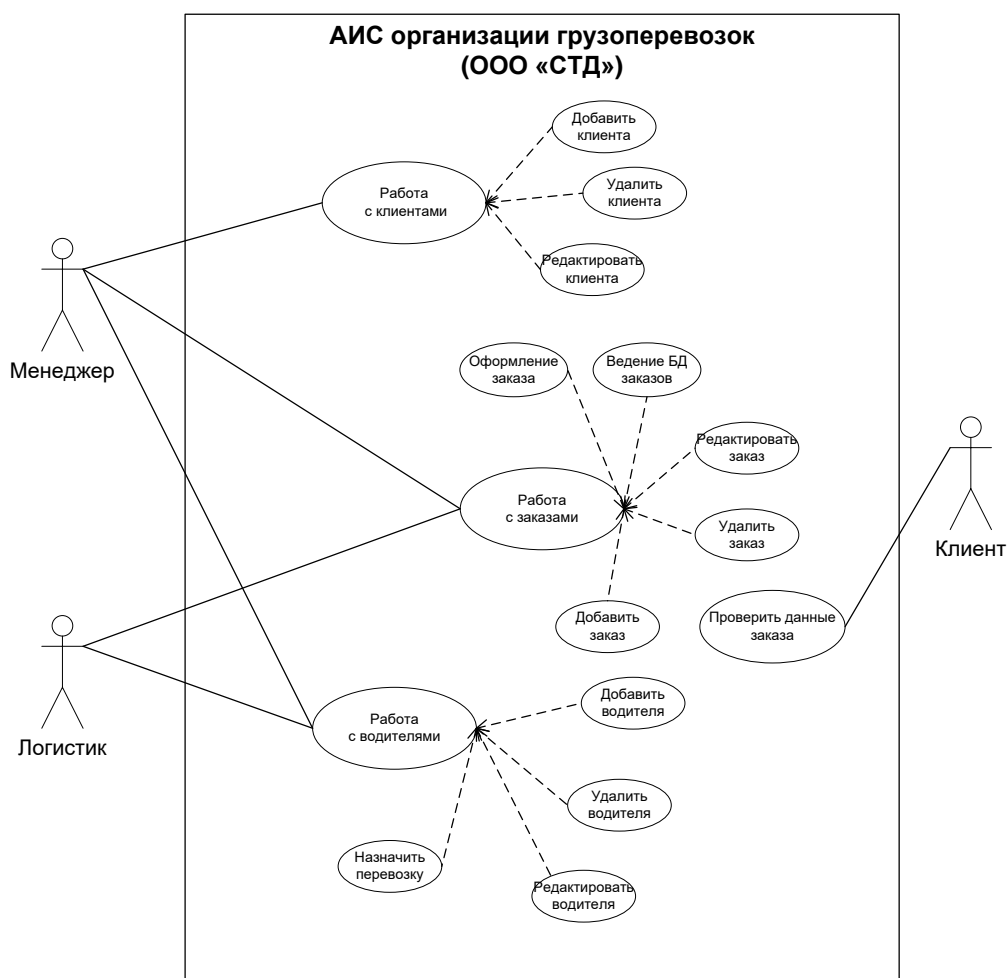 АИС организации грузоперевозок
(ООО «СТД»)
Добавить
клиента
Работа
с клиентами
Удалить
клиента
Редактировать
клиента
Менеджер
Оформление
заказа
Ведение БД
заказов
Редактировать
заказ
Работа
с заказами
Удалить
заказ
Клиент
Добавить
заказ
Проверить данные
заказа
Логистик
Работа
с водителями
Добавить
водителя
Удалить
водителя
Назначить
перевозку
Редактировать
водителя